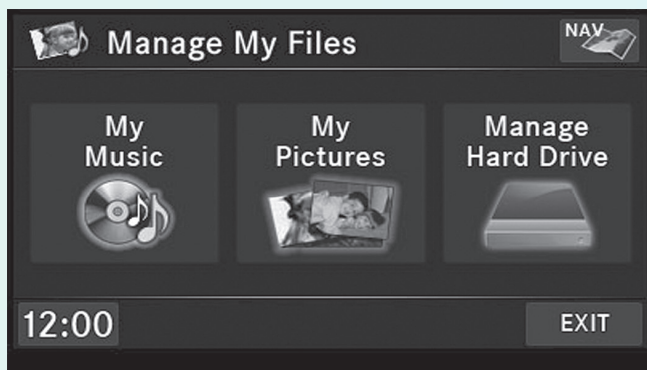 Manage My Files
NAV
My
Music
My
Pictures
Manage
Hard Drive
12:00
EXIT